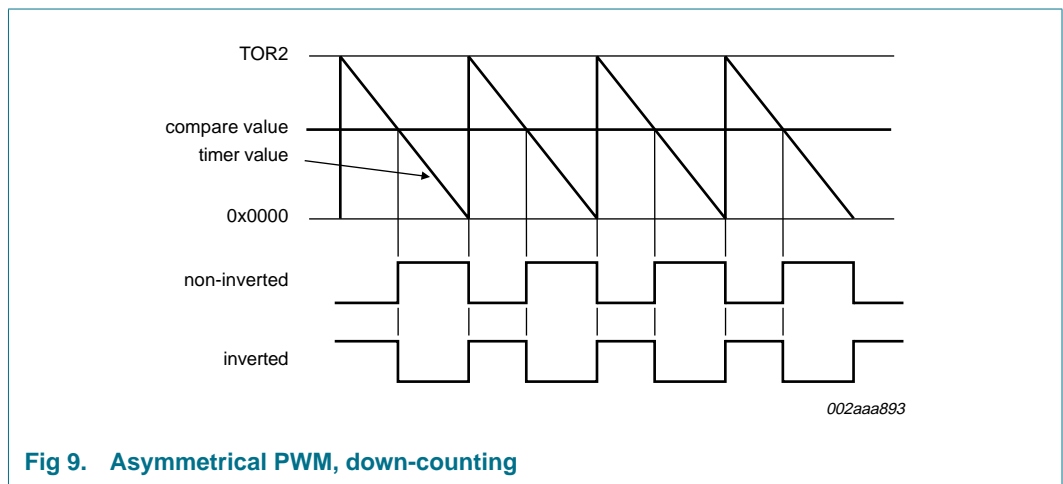 TOR2
compare value
timer value
0x0000
non-inverted
inverted
002aaa893
Fig 9. Asymmetrical PWM, down-counting